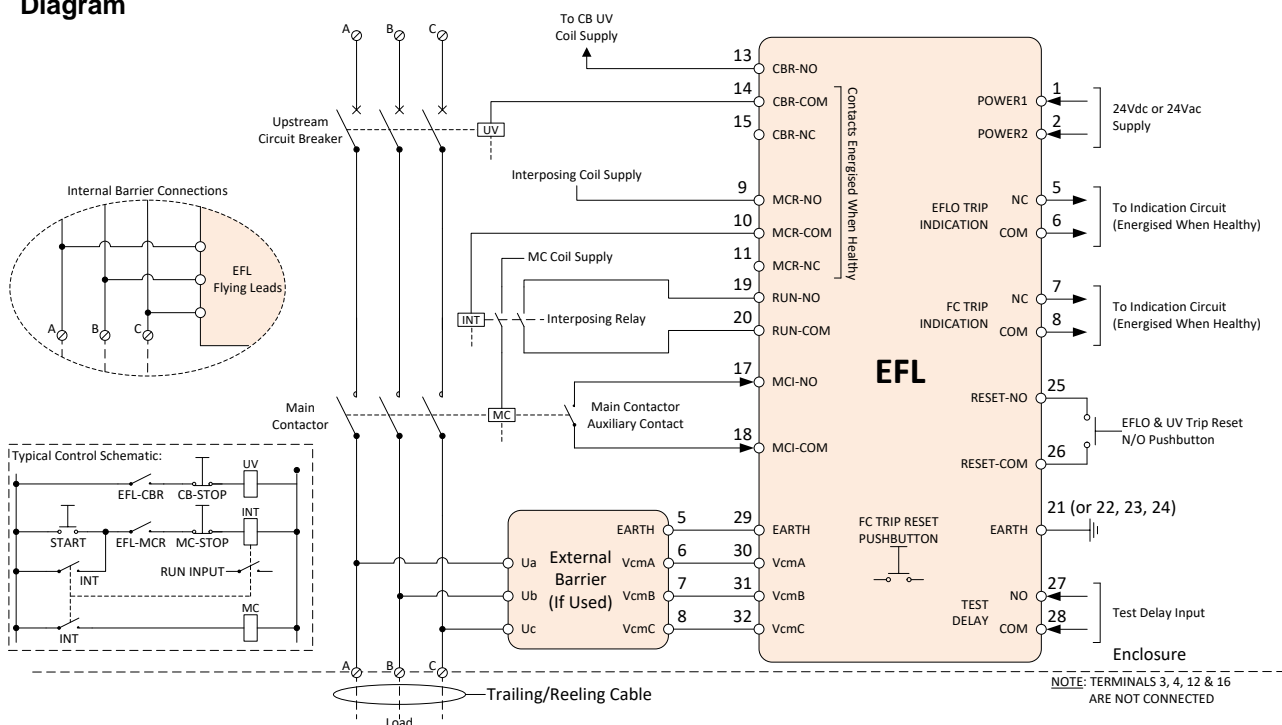 Diagram
A
B
C
To CB UV
Coil Supply
Upstream
Circuit Breaker
UV
Internal Barrier Connections
EFL
Flying Leads
A
B
C
Interposing Coil Supply
MC Coil Supply
INT
Interposing Relay
Main
Contactor
MC
Main Contactor
Auxiliary Contact
13
CBR-NO
14
CBR-COM
15
CBR-NC
9
MCR-NO
10
MCR-COM
11
MCR-NC
Contacts Energised When Healthy
19
RUN-NO
20
RUN-COM
17
MCI-NO
18
MCI-COM
29
EARTH
30
VcmA
31
VcmB
32
VcmC
EFL
POWER1
1
POWER2
2
24Vdc or 24Vac
Supply
EFLO TRIP
INDICATION
NC
5
COM
6
To Indication Circuit
(Energised When Healthy)
FC TRIP
INDICATION
NC
7
COM
8
To Indication Circuit
(Energised When Healthy)
RESET-NO
25
RESET-COM
26
EFLO & UV Trip Reset
N/O Pushbutton
EARTH
21 (or 22, 23, 24)
FC TRIP RESET
PUSHBUTTON
TEST
DELAY
NO
27
COM
28
Test Delay Input
Enclosure
NOTE: TERMINALS 3, 4, 12 & 16
ARE NOT CONNECTED
External
Barrier
(If Used)
Ua
Ub
Uc
EARTH
5
VcmA
6
VcmB
7
VcmC
8
Typical Control Schematic:
EFL-CBR
CB-STOP
UV
START
EFL-MCR
MC-STOP
INT
INT
RUN INPUT
INT
MC
A
B
C
Trailing/Reeling Cable
Load